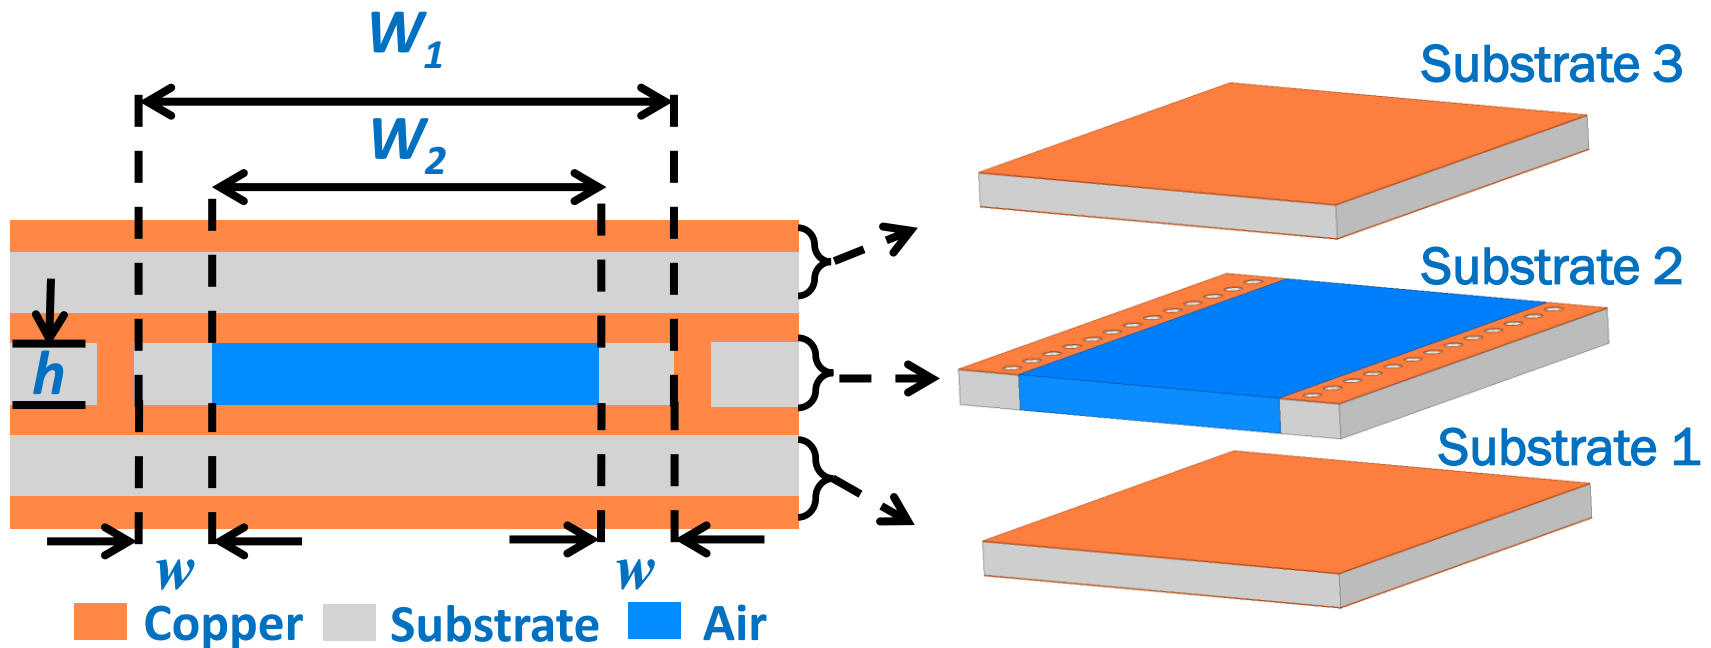 W1
W2
h
w
w
Copper
Substrate
Air
Substrate 3
Substrate 2
Substrate 1